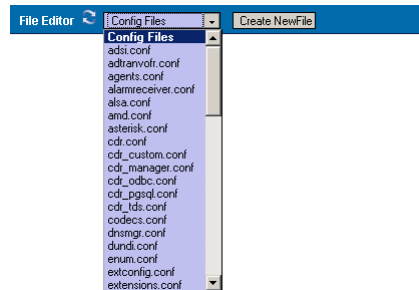 File Editor Config Files Create NewFile
Config Files
adsi.conf
adtranvofr.conf
agents.conf
alarmreceiver.conf
alsa.conf
amd.conf
asterisk.conf
cdr.conf
cdr_custom.conf
cdr_manager.conf
cdr_odbc.conf
cdr_pgsql.conf
cdr_tds.conf
codecs.conf
dnsmgr.conf
dundi.conf
enum.conf
extconfig.conf
extensions.conf